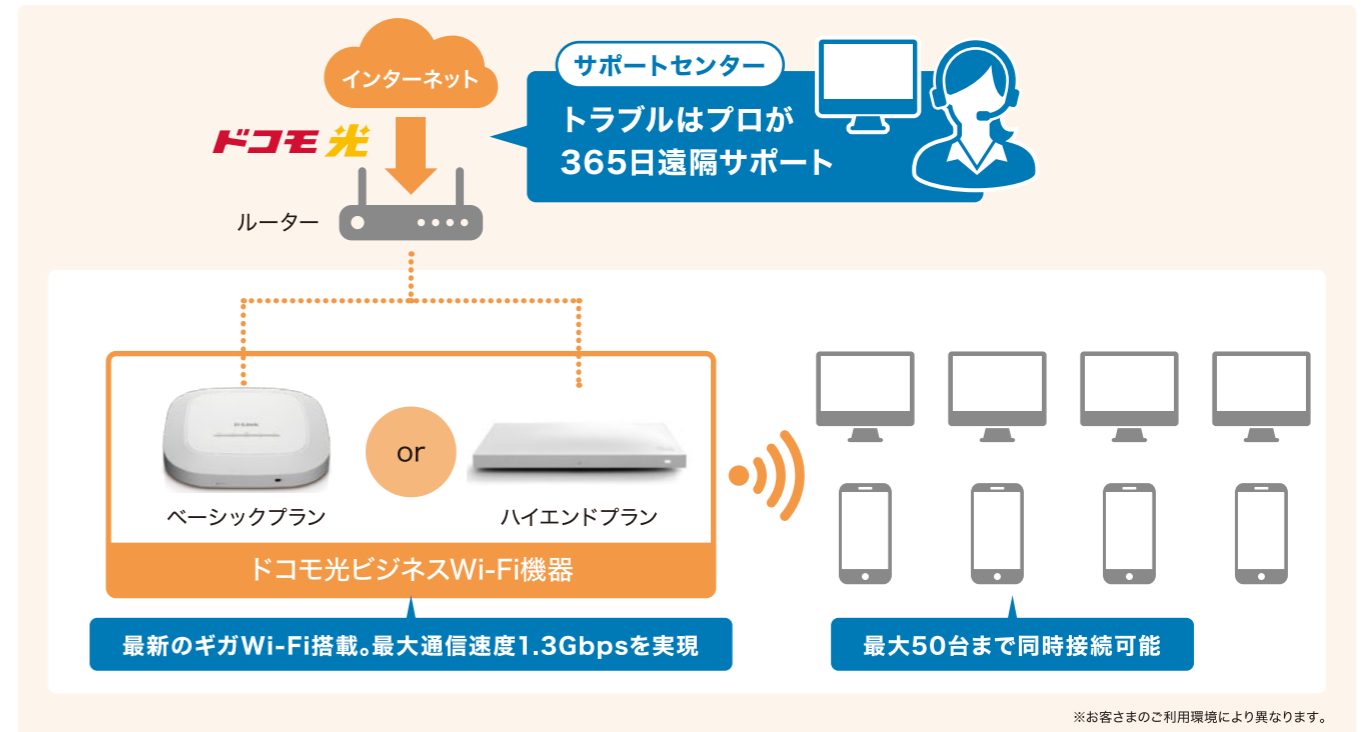 インターネット
サポートセンター
トラブルはプロが
365日遠隔サポート
ドコモ光
ルーター
D-Link
or
ベーシックプラン
ハイエンドプラン
ドコモ光ビジネスWi-Fi機器
最新のギガWi-Fi搭載。最大通信速度1.3Gbpsを実現
最大50台まで同時接続可能
※お客さまのご利用環境により異なります。